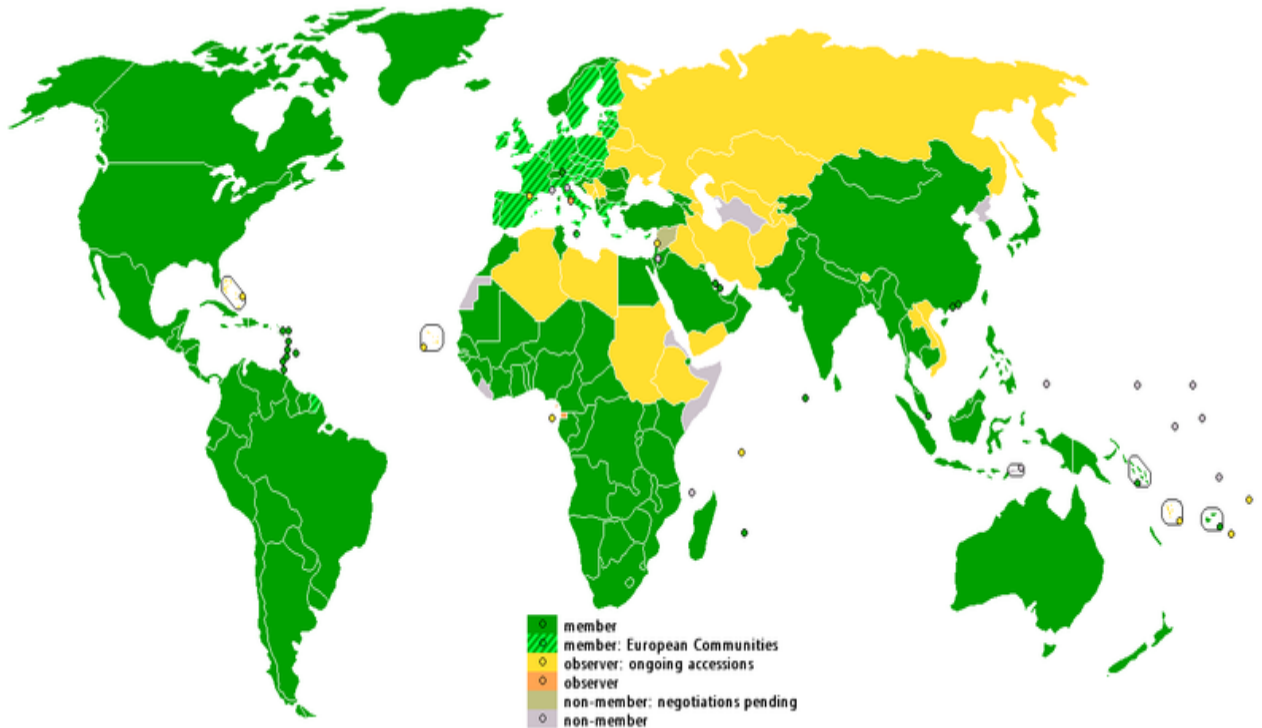 member
member: European Communities
observer: ongoing accessions
observer
non-member: negotiations pending
non-member